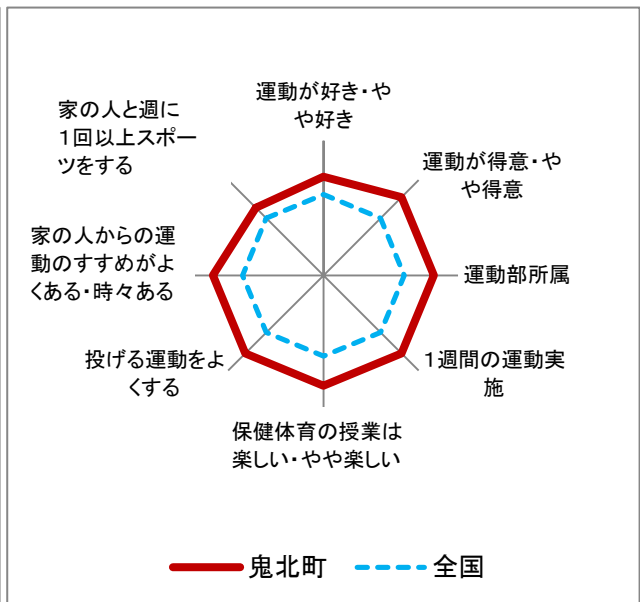 運動が好き・や
や好き
運動が得意・や
や得意
運動部所属
１週間の運動実
施
保健体育の授業は
楽しい・やや楽しい
投げる運動をよ
くする
家の人からの運
動のすすめがよ
くある・時々ある
家の人と週に
１回以上スポー
ツをする
鬼北町
全国